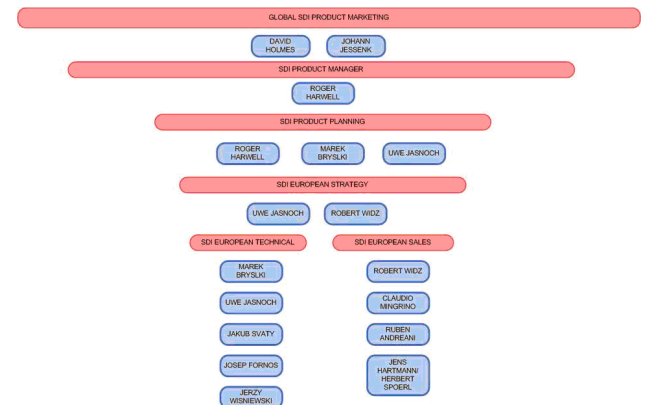 GLOBAL SDI PRODUCT MARKETING
DAVID
HOLMES
JOHANN
JESSENK
SDI PRODUCT MANAGER
ROGER
HARWELL
SDI PRODUCT PLANNING
ROGER
HARWELL
MAREK
BRYSLKI
UWE JASNOCH
SDI EUROPEAN STRATEGY
UWE JASNOCH
ROBERT WIDZ
SDI EUROPEAN TECHNICAL
MAREK
BRYSLKI
UWE JASNOCH
JAKUB SVATY
JOSEP FORNOS
JERZY
WISNIEWSKI
SDI EUROPEAN SALES
ROBERT WIDZ
CLAUDIO
MINGRINO
RUBEN
ANDREANI
JENS
HARTMANN/
HERBERT
SPOERL